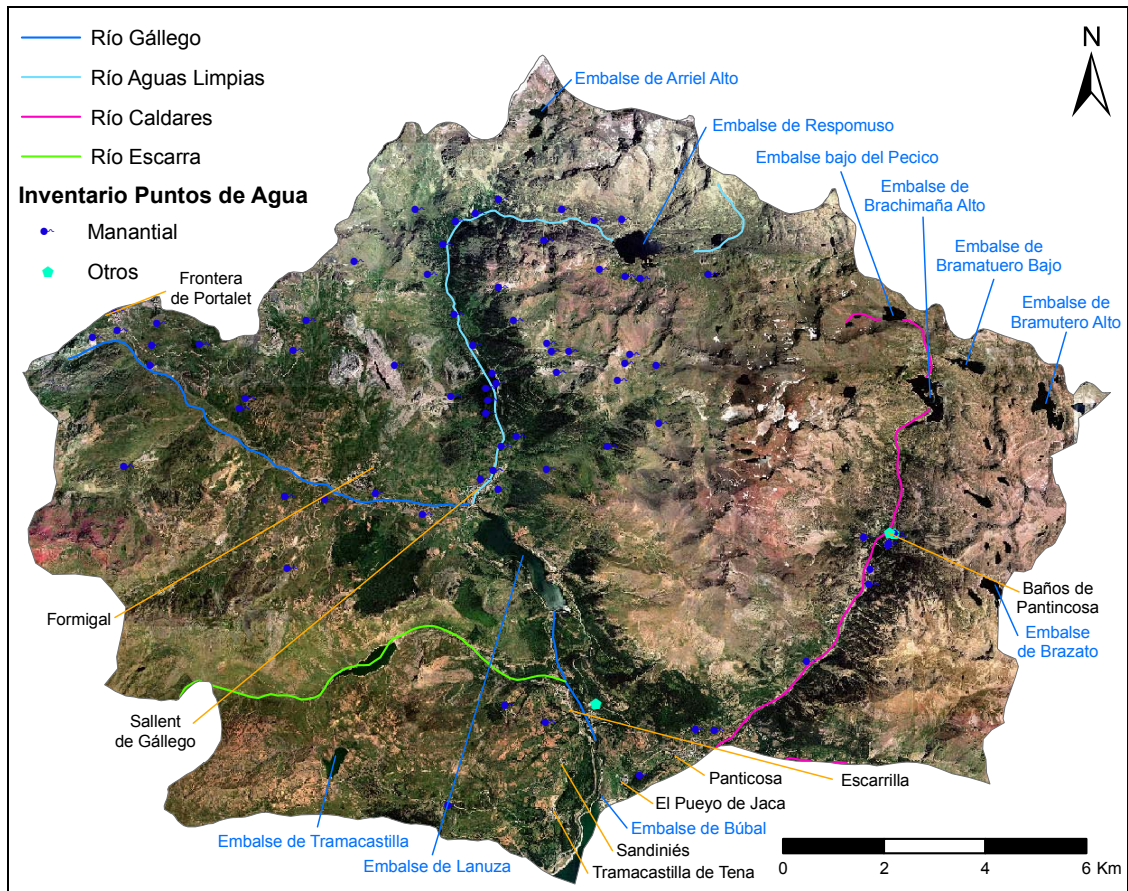 Río Gállego
Río Aguas Limpias
Río Caldares
Río Escarra
Inventario Puntos de Agua
Manantial
Otros
N
Embalse de Arriel Alto
Embalse de Respomuso
Embalse bajo del Pecico
Embalse de
Brachimaña Alto
Embalse de
Bramatuero Bajo
Embalse de
Bramutero Alto
Frontera
de Portalet
Formigal
Baños de
Pantincosa
Embalse
de Brazato
Sallent
de Gállego
Panticosa
Escarrilla
El Pueyo de Jaca
Embalse de Búbal
Sandiniés
Tramacastilla de Tena
Embalse de Tramacastilla
Embalse de Lanuza
0 2 4 6 Km